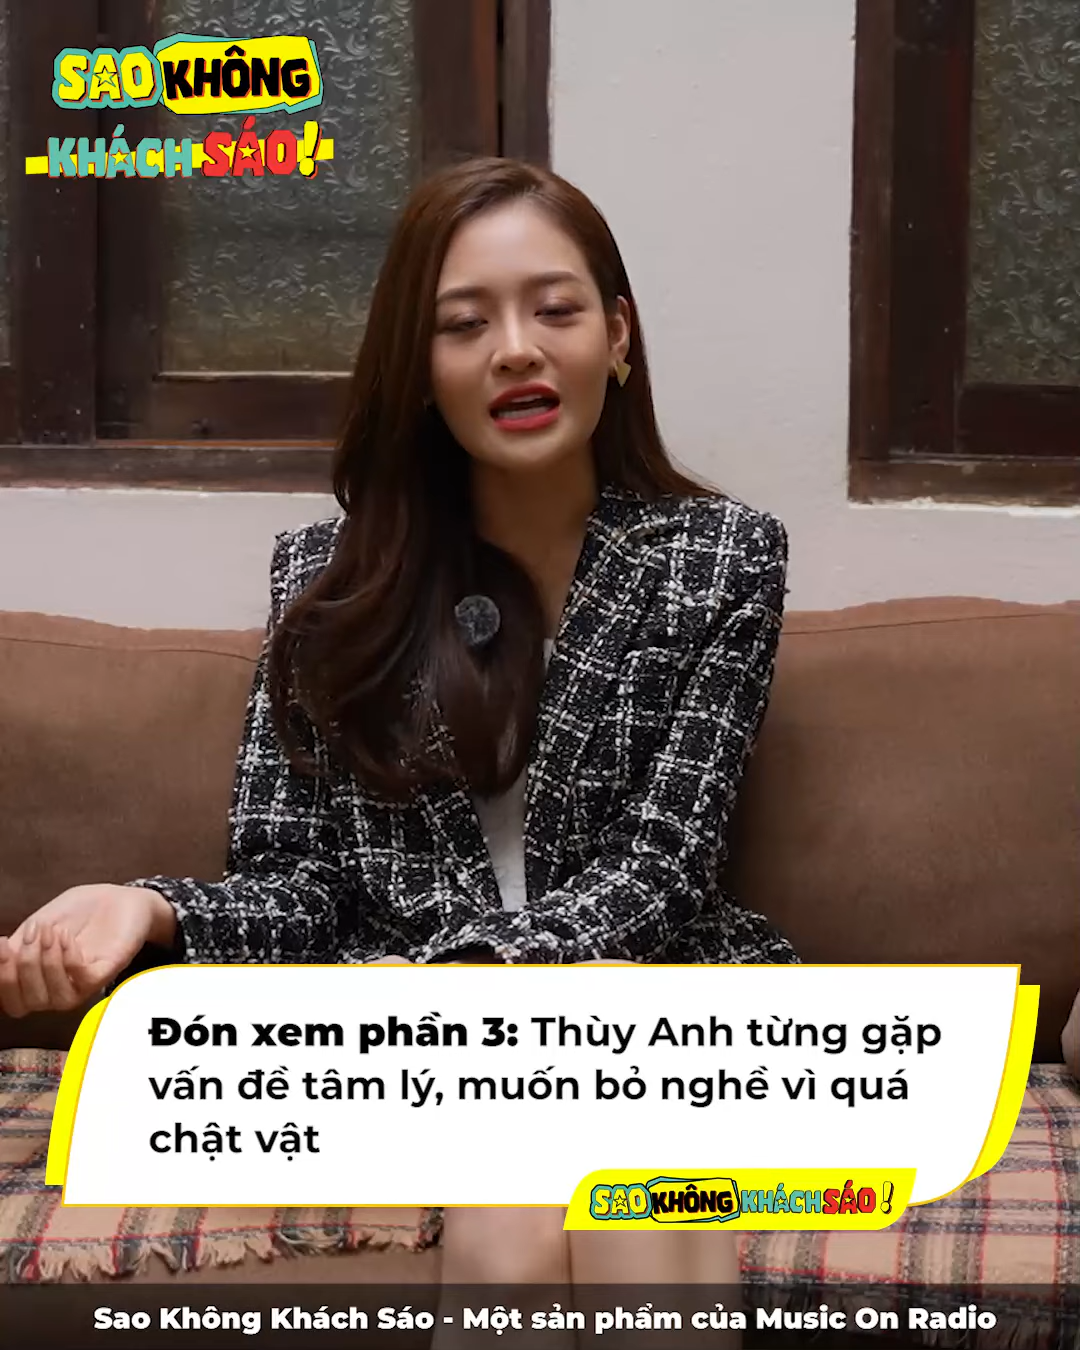 SAO KHÔNG
KHÁCH SÁO!
Đón xem phần 3: Thùy Anh từng gặp
vấn đề tâm lý, muốn bỏ nghề vì quá
chật vật
SAO KHÔNG KHÁCH SÁO!
Sao Không Khách Sáo - Một sản phẩm của Music On Radio